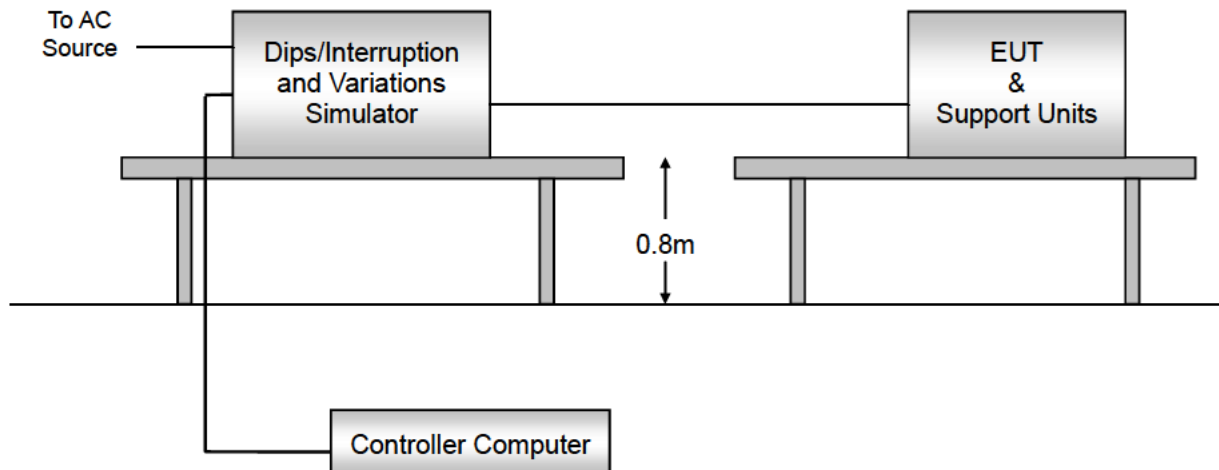 To AC
Source
Dips/Interruption
and Variations
Simulator
EUT
&
Support Units
0.8m
Controller Computer